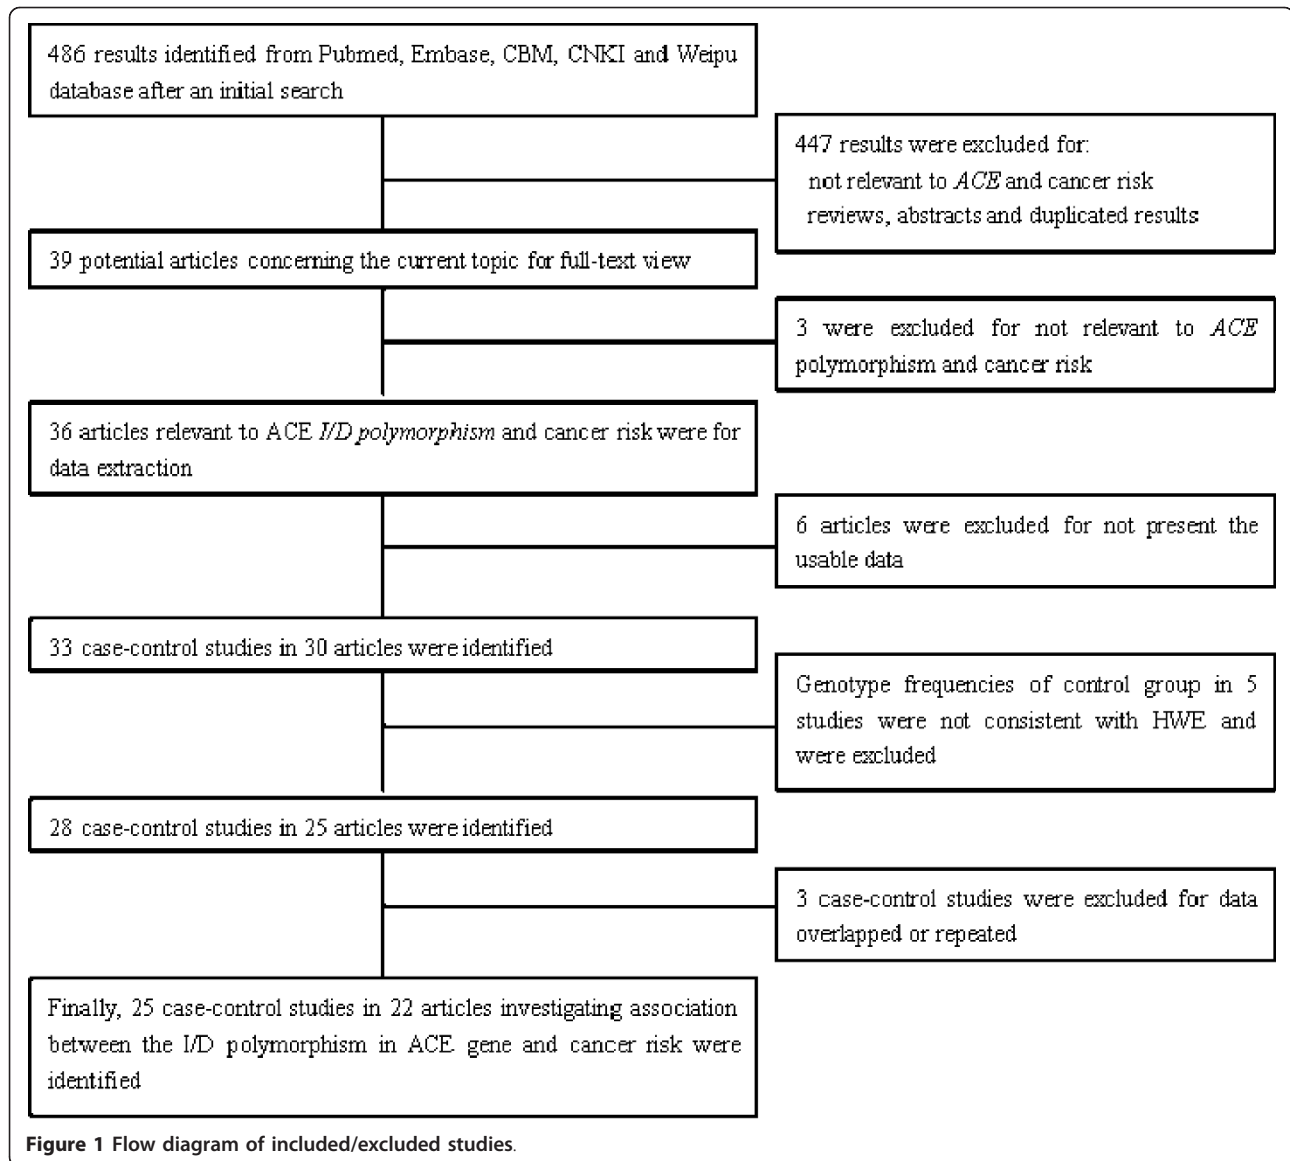 486 results identified from Pubmed, Embase, CBM, CNKI and Weipu
database after an initial search
447 results were excluded for:
not relevant to ACE and cancer risk
reviews, abstracts and duplicated results
39 potential articles concerning the current topic for full-text view
3 were excluded for not relevant to ACE
polymorphism and cancer risk
36 articles relevant to ACE I/D polymorphism and cancer risk were for
data extraction
6 articles were excluded for not present the
usable data
33 case-control studies in 30 articles were identified
Genotype frequencies of control group in 5
studies were not consistent with HWE and
were excluded
28 case-control studies in 25 articles were identified
3 case-control studies were excluded for data
overlapped or repeated
Finally, 25 case-control studies in 22 articles investigating association
between the I/D polymorphism in ACE gene and cancer risk were
identified
Figure 1 Flow diagram of included/excluded studies.